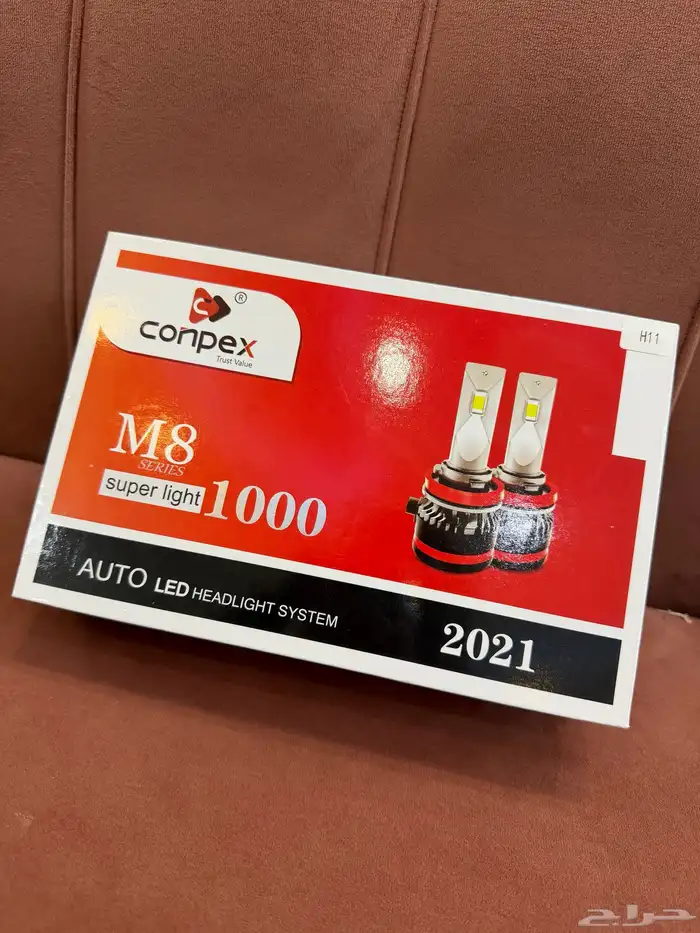 conpex ®
Trust Value
H11
M8
SERIES
super light 1000
AUTO LED HEADLIGHT SYSTEM
2021
حراج